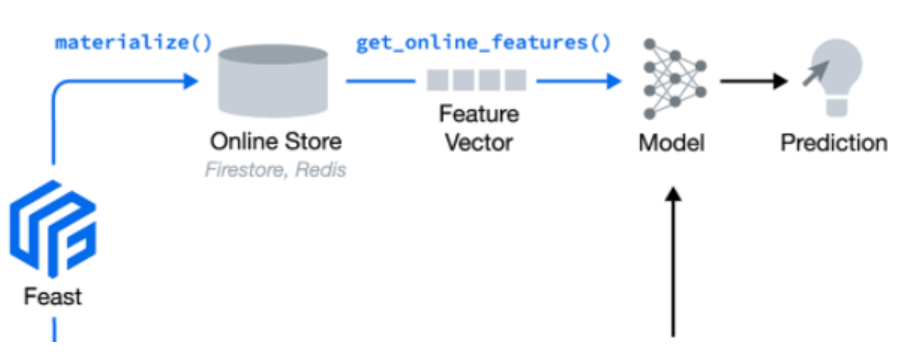 materialize()
get_online_features()
Online Store
Firestore, Redis
Feature
Vector
Model
Prediction
Feast